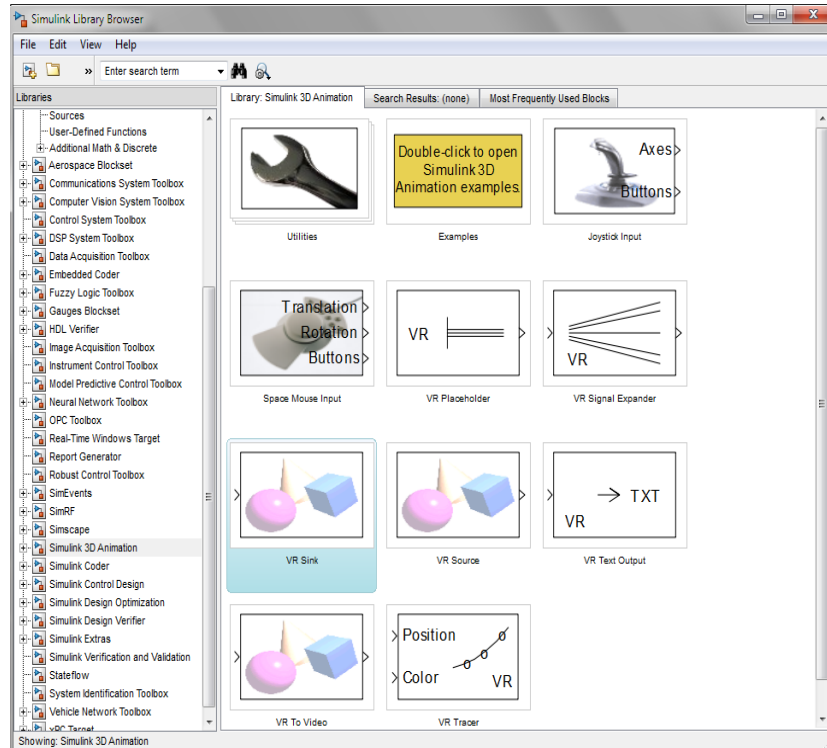 Simulink Library Browser
File Edit View Help
» Enter search term
Libraries
Library: Simulink 3D Animation Search Results: (none) Most Frequently Used Blocks
Sources
User-Defined Functions
Additional Math & Discrete
Aerospace Blockset
Communications System Toolbox
Computer Vision System Toolbox
Control System Toolbox
DSP System Toolbox
Data Acquisition Toolbox
Embedded Coder
Fuzzy Logic Toolbox
Gauges Blockset
HDL Verifier
Image Acquisition Toolbox
Instrument Control Toolbox
Model Predictive Control Toolbox
Neural Network Toolbox
OPC Toolbox
Real-Time Windows Target
Report Generator
Robust Control Toolbox
SimEvents
SimRF
Simscape
Simulink 3D Animation
Simulink Coder
Simulink Control Design
Simulink Design Optimization
Simulink Design Verifier
Simulink Extras
Simulink Verification and Validation
Stateflow
System Identification Toolbox
Vehicle Network Toolbox
xPC Target
Double-click to open
Simulink 3D
Animation examples.
Axes
Buttons
Utilities Examples Joystick Input
Translation
Rotation
Buttons
VR
VR
Space Mouse Input VR Placeholder VR Signal Expander
TXT
VR
VR Sink VR Source VR Text Output
Position
Color
VR
VR To Video VR Tracer
Showing: Simulink 3D Animation